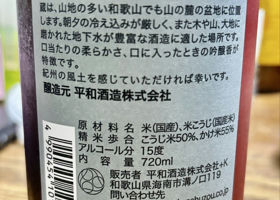 蔵は、山地の多い和歌山でも山の麓の盆地に位置し
ます。朝夕の冷え込みが厳しく、また木や山、大地に
磨かれた地下水が豊富な酒造に適した場所です。
口当たりの柔らかさ、口に入ったときの吟醸香が
特徴です。
紀州の風土を感じていただければ幸いです。
醸造元 平和酒造株式会社
原材料名 米(国産)、米こうじ(国産米)
精米歩合 こうじ米50%、かけ米55%
アルコール分 15度
内容量 720ml
販売者 平和酒造株式会社+K
和歌山県海南市溝ノ口119
問い合わせ先
4990454107